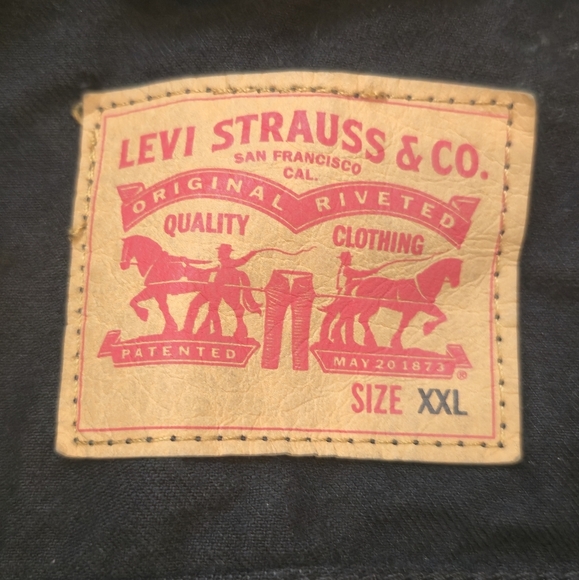 LEVI STRAUSS & CO.
SAN FRANCISCO
CAL.
ORIGINAL RIVETED
QUALITY CLOTHING
PATENTED MAY 20 1873 ®
SIZE XXL